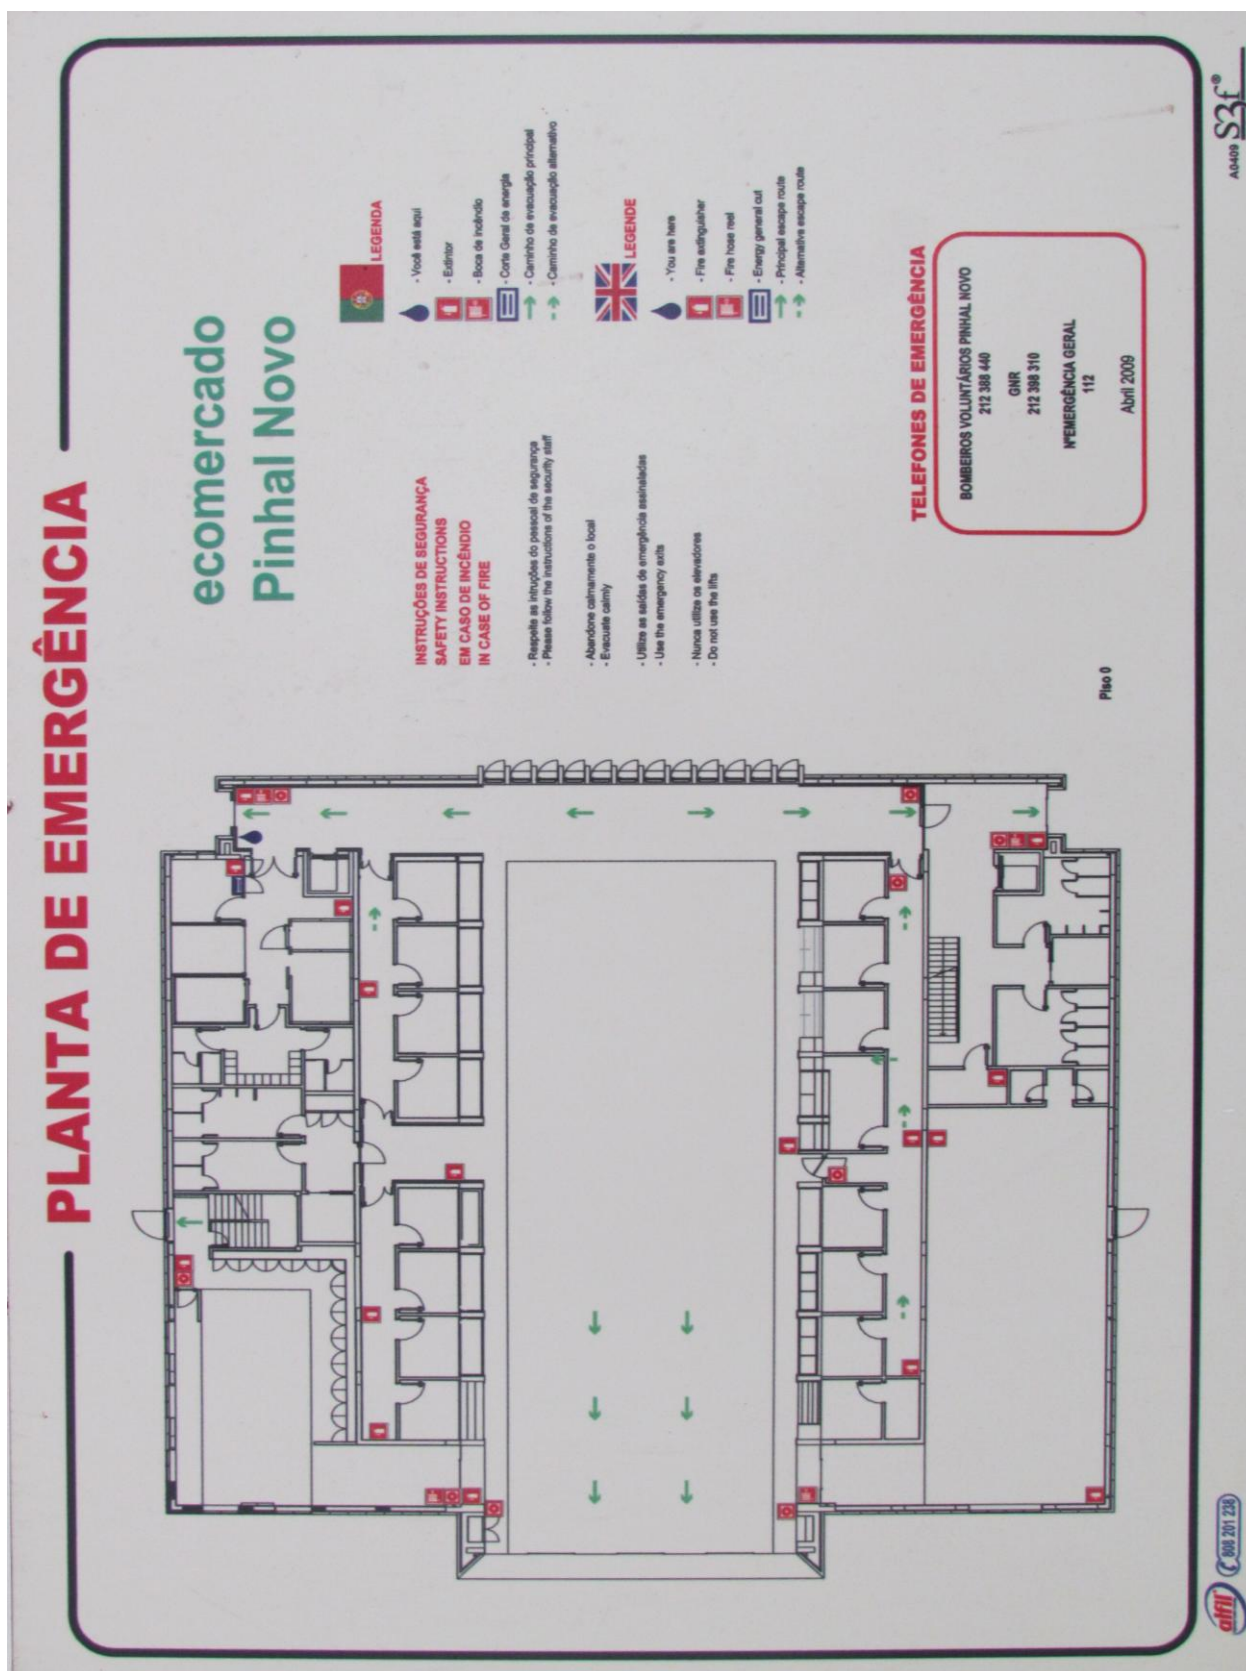 PLANTA DE EMERGÊNCIA
ecomercado
Pinhal Novo
INSTRUÇÕES DE SEGURANÇA
SAFETY INSTRUCTIONS
EM CASO DE INCÊNDIO
IN CASE OF FIRE
- Respeite as intruções do pessoal de segurança
- Please follow the instructions of the security staff
- Abandone calmamente o local
- Evacuate calmly
- Utilize as saídas de emergência assinaladas
- Use the emergency exits
- Nunca utilize os elevadores
- Do not use the lifts
LEGENDA
- Você está aqui
- Extintor
- Boca de incêndio
- Corte Geral de energia
- Caminho de evacuação principal
- Caminho de evacuação alternativo
LEGENDE
- You are here
- Fire extinguisher
- Fire hose reel
- Energy general cut
- Principal escape route
- Alternative escape route
TELEFONES DE EMERGÊNCIA
BOMBEIROS VOLUNTÁRIOS PINHAL NOVO
212 388 440
GNR
212 398 310
NºEMERGÊNCIA GERAL
112
Abril 2009
Piso 0
alfil 808 201 238
A0409 S3f®